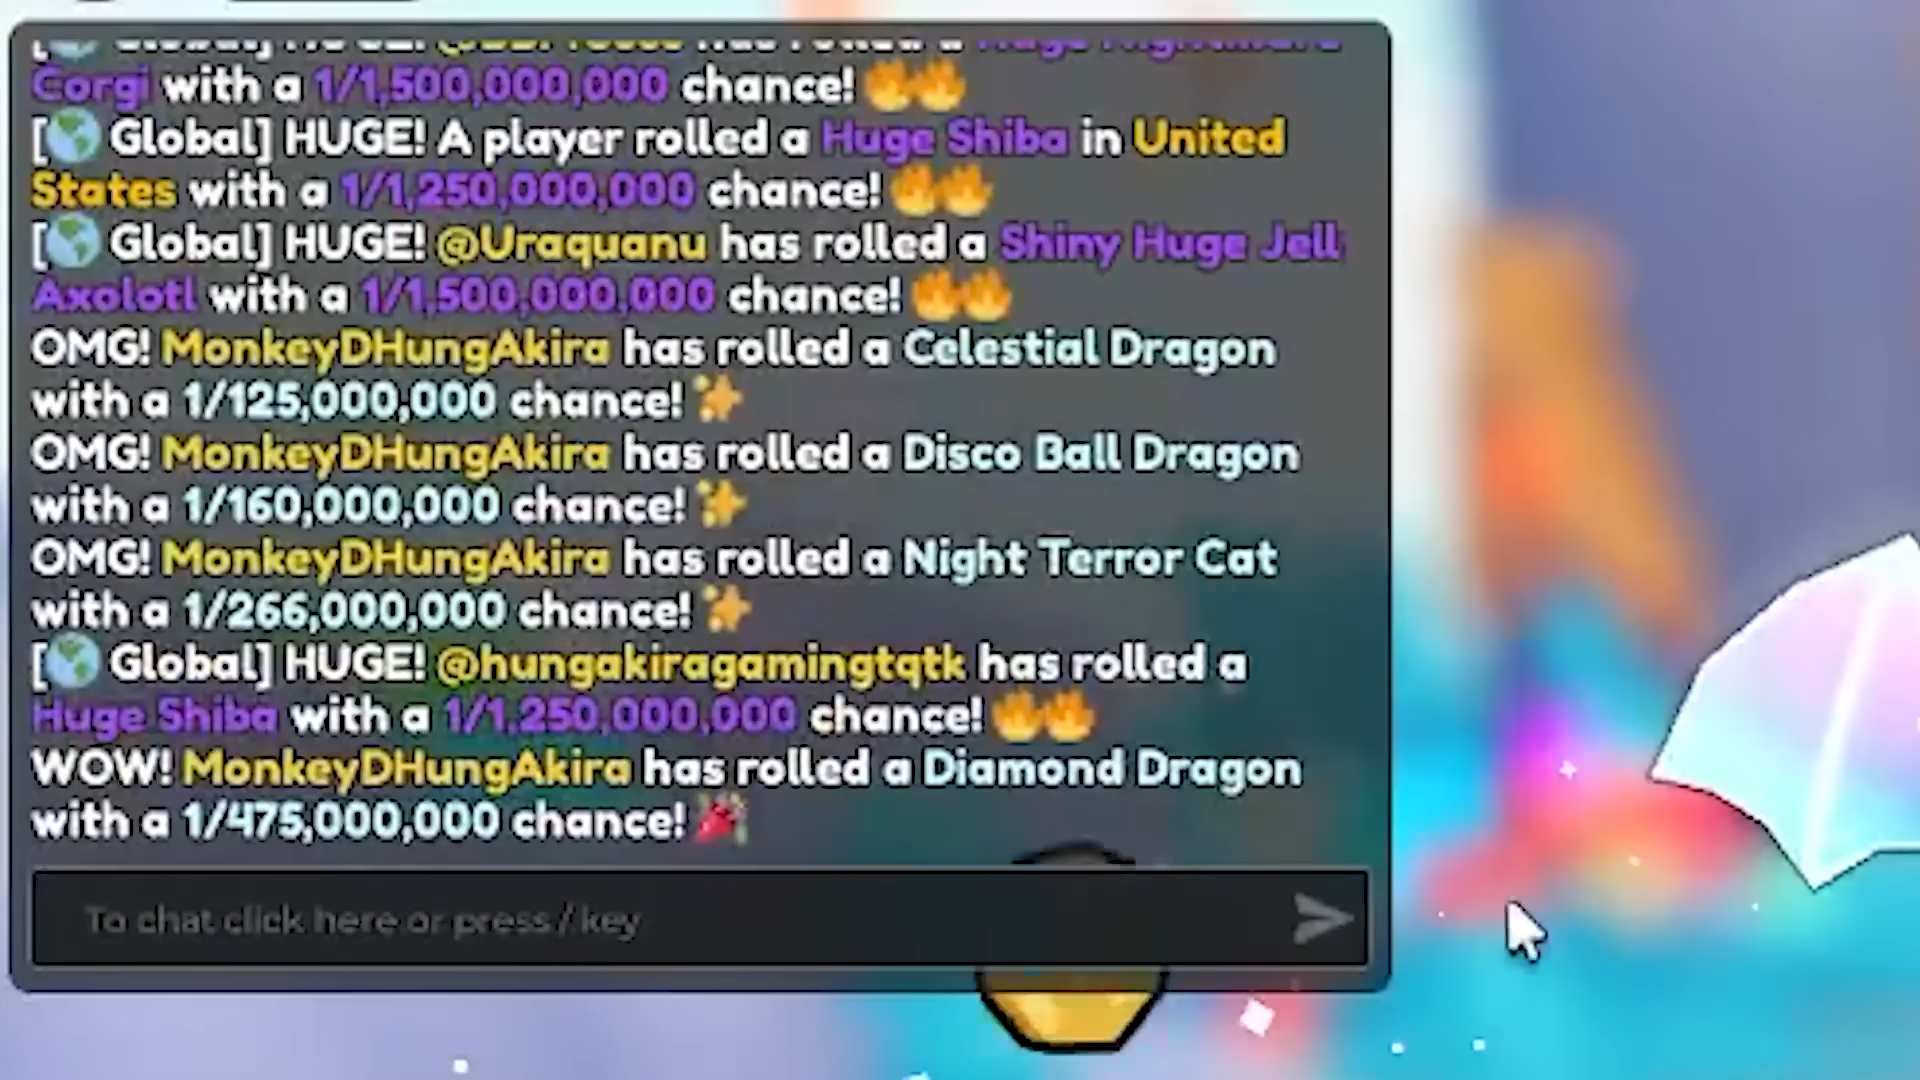 Corgi with a 1/1,500,000,000 chance! 🔥🔥
[🌎 Global] HUGE! A player rolled a Huge Shiba in United
States with a 1/1,250,000,000 chance! 🔥🔥
[🌎 Global] HUGE! @Uraquanu has rolled a Shiny Huge Jell
Axolotl with a 1/1,500,000,000 chance! 🔥🔥
OMG! MonkeyDHungAkira has rolled a Celestial Dragon
with a 1/125,000,000 chance! ✨
OMG! MonkeyDHungAkira has rolled a Disco Ball Dragon
with a 1/160,000,000 chance! ✨
OMG! MonkeyDHungAkira has rolled a Night Terror Cat
with a 1/266,000,000 chance! ✨
[🌎 Global] HUGE! @hungakiragamingtqtk has rolled a
Huge Shiba with a 1/1,250,000,000 chance! 🔥🔥
WOW! MonkeyDHungAkira has rolled a Diamond Dragon
with a 1/475,000,000 chance! 🎉
To chat click here or press / key